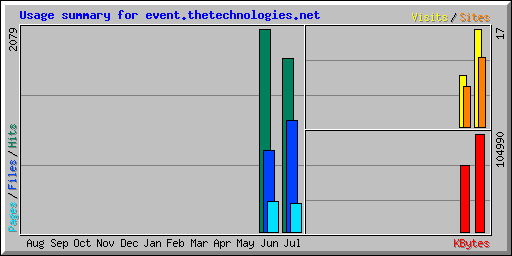 Usage summary for event.thetechnologies.net
Visits / Sites
2079
17
Pages / Files / Hits
104990
Aug Sep Oct Nov Dec Jan Feb Mar Apr May Jun Jul
KBytes